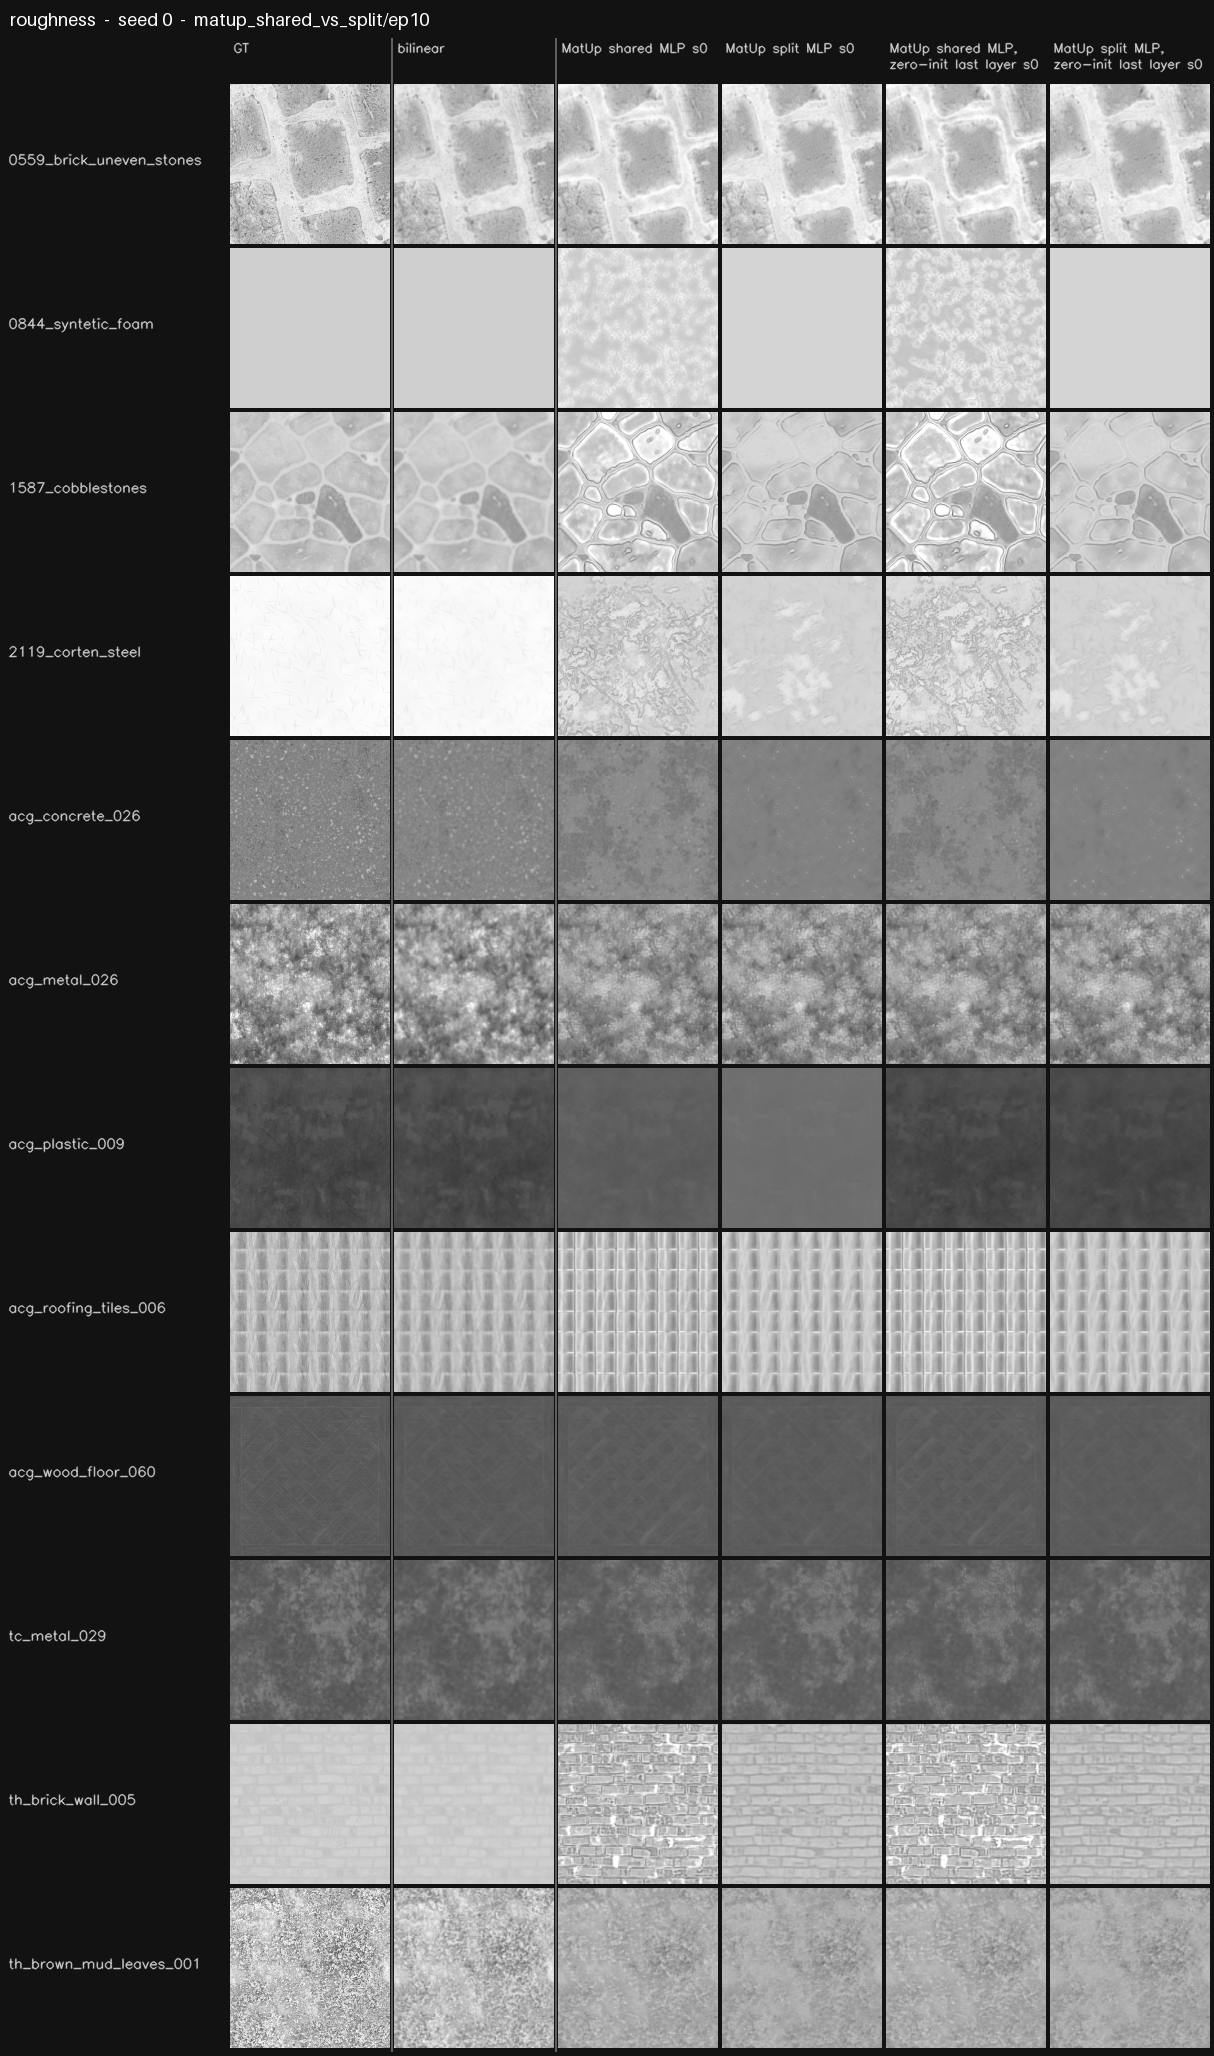 roughness - seed 0 - matup_shared_vs_split/ep10
GT
bilinear
MatUp shared MLP s0
MatUp split MLP s0
MatUp shared MLP,
zero-init last layer s0
MatUp split MLP,
zero-init last layer s0
0559_brick_uneven_stones
0844_syntetic_foam
1587_cobblestones
2119_corten_steel
acg_concrete_026
acg_metal_026
acg_plastic_009
acg_roofing_tiles_006
acg_wood_floor_060
tc_metal_029
th_brick_wall_005
th_brown_mud_leaves_001